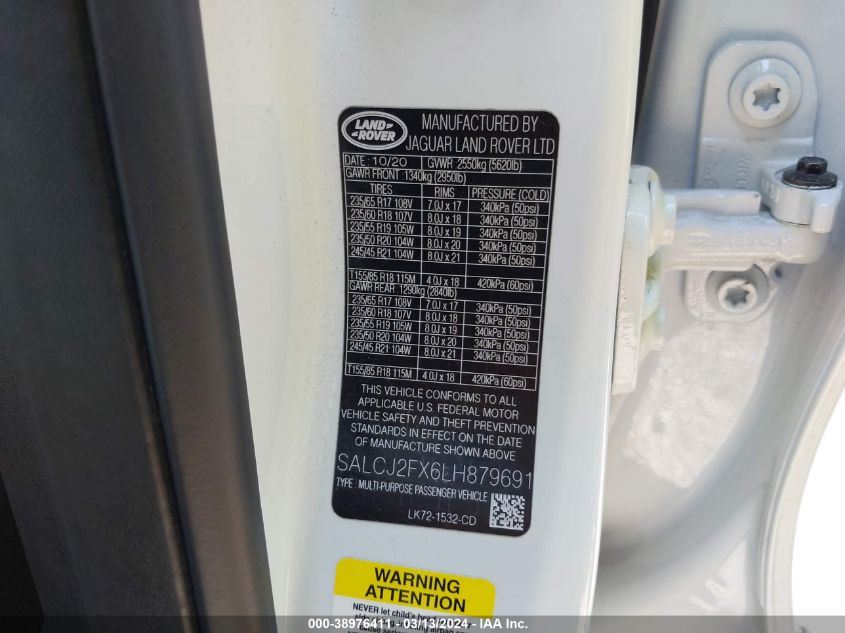 LAND-
-ROVER
MANUFACTURED BY
JAGUAR LAND ROVER LTD
DATE: 10/20 GVWR 2550kg (5620lb)
GAWR FRONT: 1340kg (2950lb)
TIRES RIMS PRESSURE (COLD)
235/65 R17 108V 7.0J x 17 340kPa (50psi)
235/60 R18 107V 8.0J x 18 340kPa (50psi)
235/55 R19 105W 8.0J x 19 340kPa (50psi)
235/50 R20 104W 8.0J x 20 340kPa (50psi)
245/45 R21 104W 8.0J x 21 340kPa (50psi)
T155/85 R18 115M 4.0J x 18 420kPa (60psi)
GAWR REAR 1290kg (2840lb)
235/65 R17 108V 7.0J x 17 340kPa (50psi)
235/60 R18 107V 8.0J x 18 340kPa (50psi)
235/55 R19 105W 8.0J x 19 340kPa (50psi)
235/50 R20 104W 8.0J x 20 340kPa (50psi)
245/45 R21 104W 8.0J x 21 340kPa (50psi)
T155/85 R18 115M 4.0J x 18 420kPa (60psi)
THIS VEHICLE CONFORMS TO ALL
APPLICABLE U.S. FEDERAL MOTOR
VEHICLE SAFETY AND THEFT PREVENTION
STANDARDS IN EFFECT ON THE DATE
OF MANUFACTURE SHOWN ABOVE
SALCJ2FX6LH879691
TYPE: MULTI-PURPOSE PASSENGER VEHICLE
LK72-1532-CD
WARNING
ATTENTION
NEVER let child's
000-38976411 - 03/13/2024 - IAA Inc.